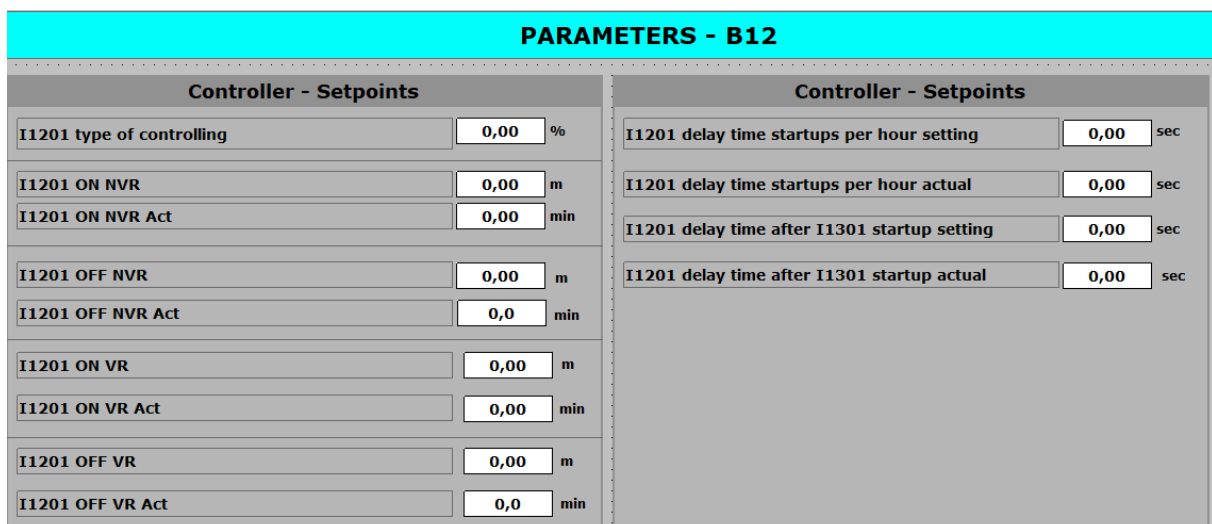 PARAMETERS - B12
Controller - Setpoints
I1201 type of controlling 0,00 %
I1201 ON NVR 0,00 m
I1201 ON NVR Act 0,00 min
I1201 OFF NVR 0,00 m
I1201 OFF NVR Act 0,0 min
I1201 ON VR 0,00 m
I1201 ON VR Act 0,00 min
I1201 OFF VR 0,00 m
I1201 OFF VR Act 0,0 min
Controller - Setpoints
I1201 delay time startups per hour setting 0,00 sec
I1201 delay time startups per hour actual 0,00 sec
I1201 delay time after I1301 startup setting 0,00 sec
I1201 delay time after I1301 startup actual 0,00 sec